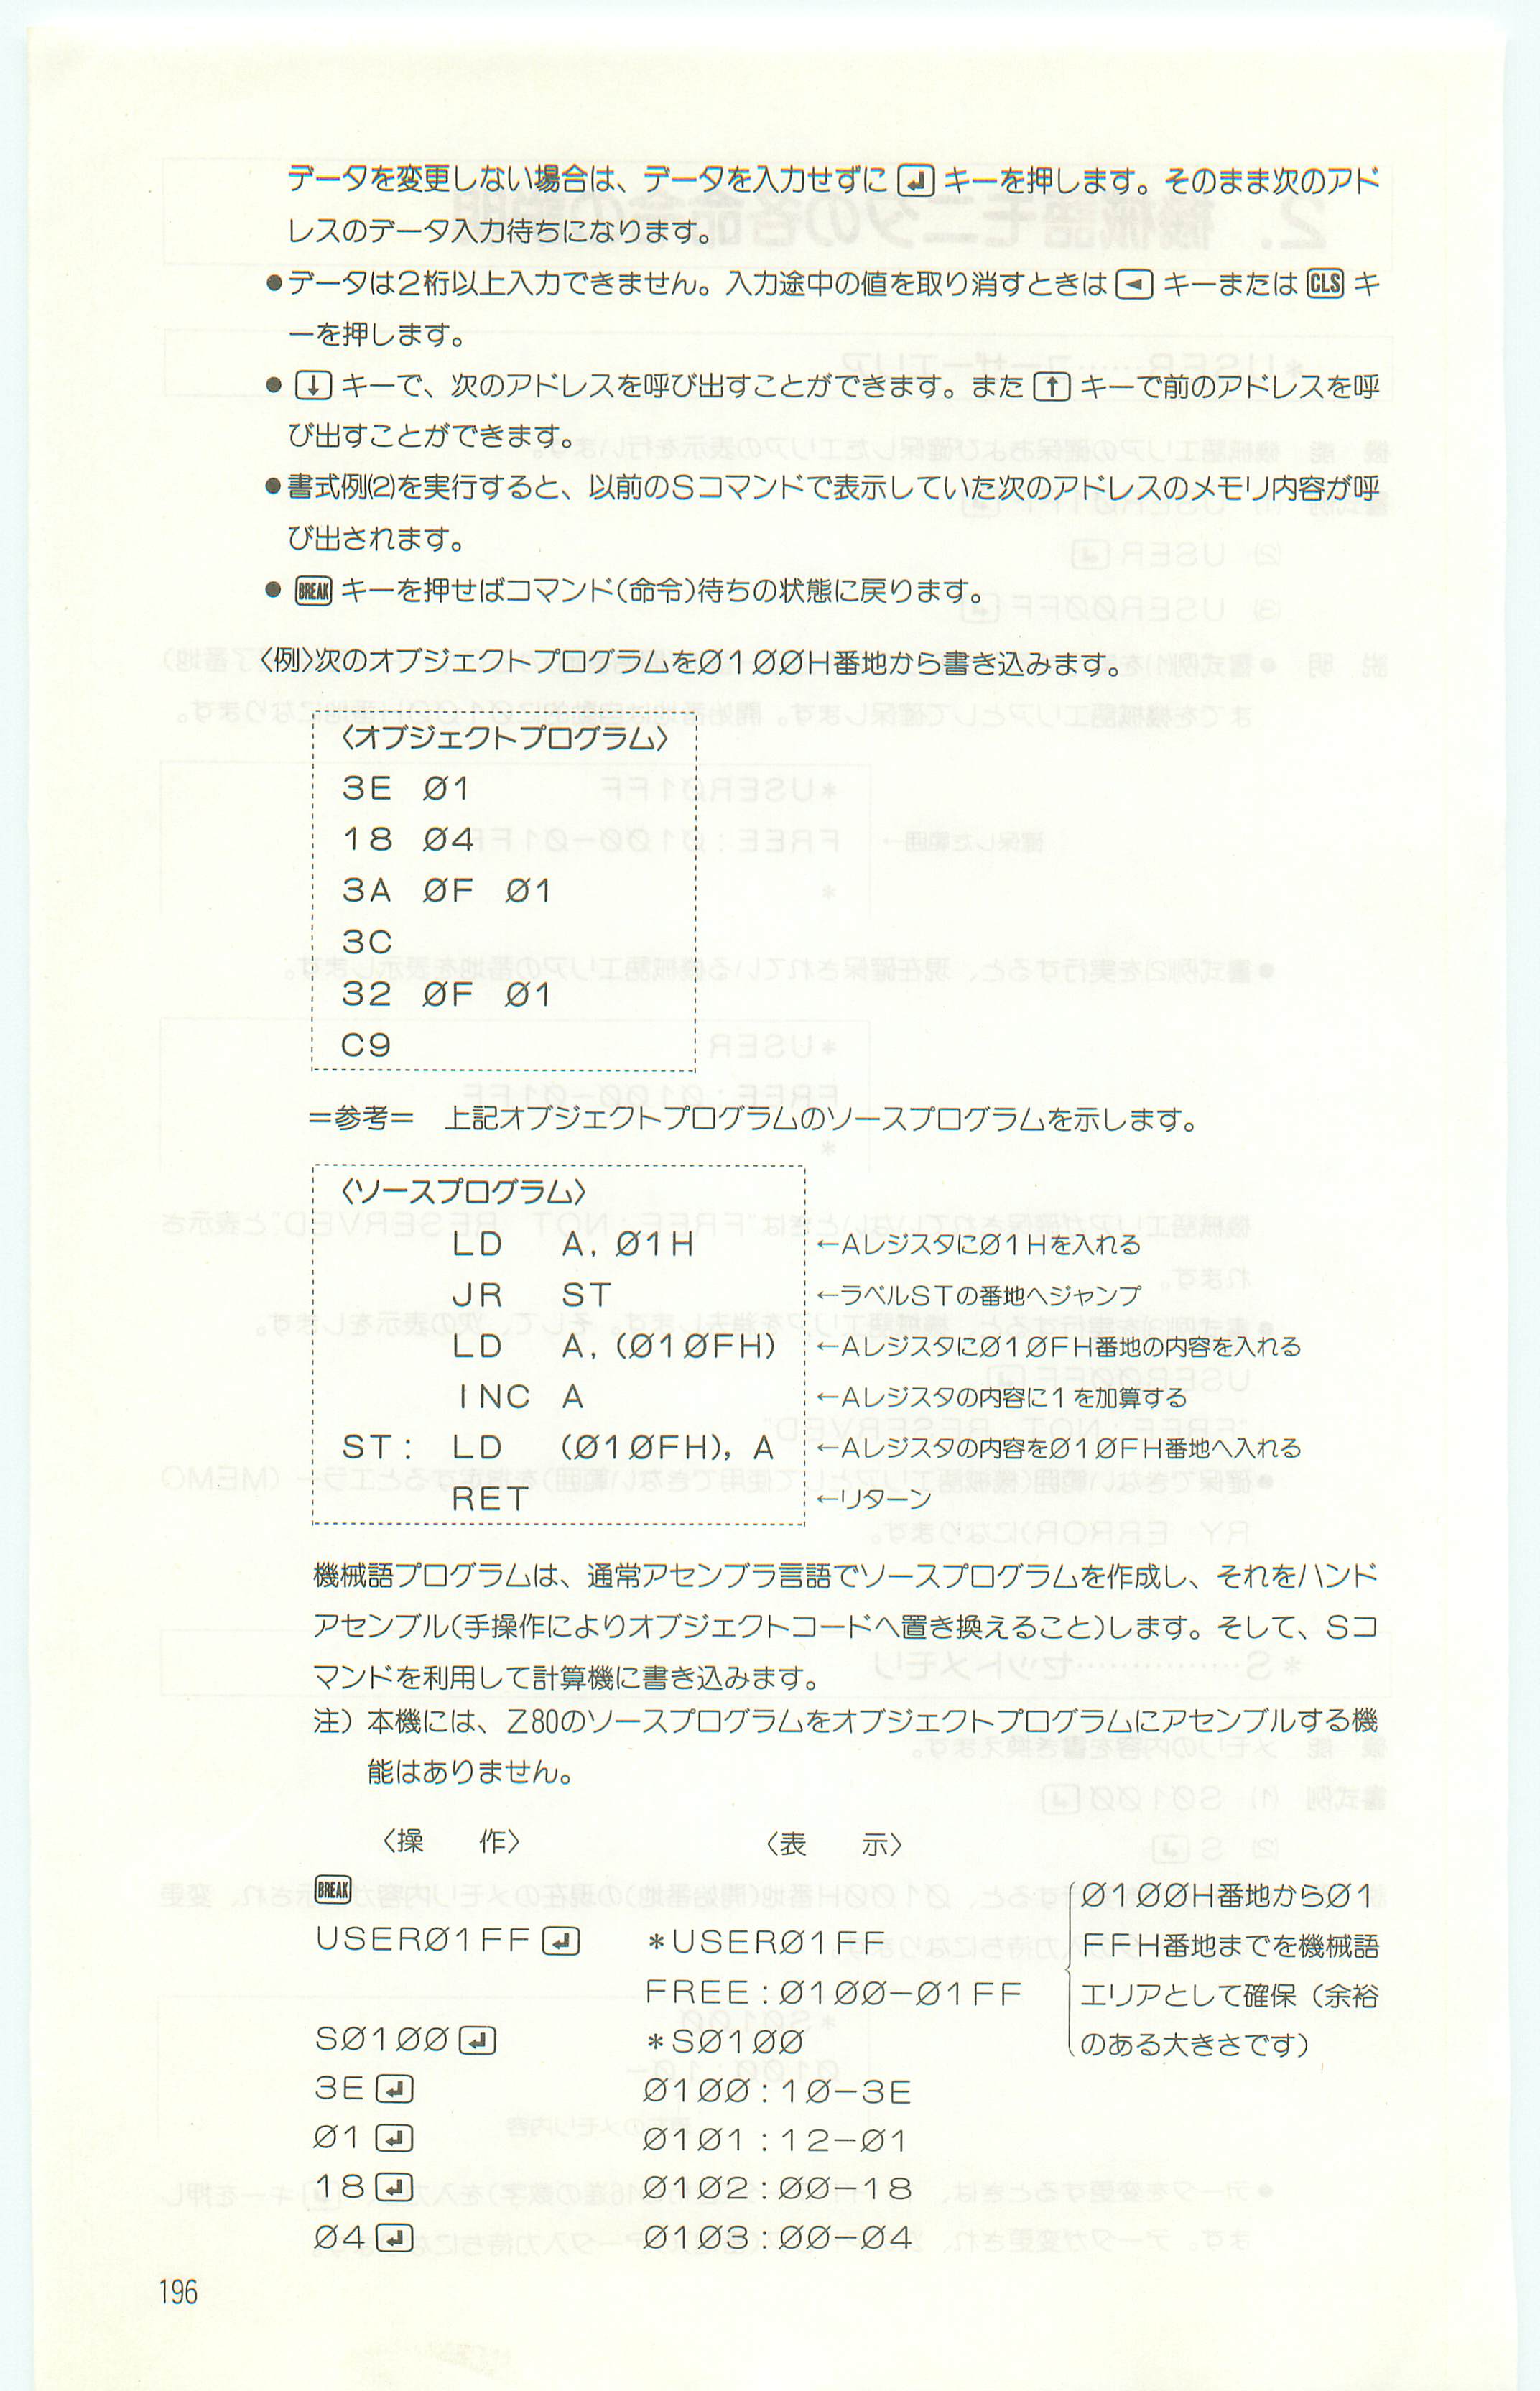 データを変更しない場合は、データを入力せずに ↵ キーを押します。そのまま次のアド
レスのデータ入力待ちになります。
●データは2桁以上入力できません。入力途中の値を取り消すときは ◄ キーまたは CLS キ
ーを押します。
● ↓ キーで、次のアドレスを呼び出すことができます。また ↑ キーで前のアドレスを呼
び出すことができます。
●書式例(2)を実行すると、以前のSコマンドで表示していた次のアドレスのメモリ内容が呼
び出されます。
● BREAK キーを押せばコマンド(命令)待ちの状態に戻ります。
〈例〉次のオブジェクトプログラムをØ1ØØH番地から書き込みます。
〈オブジェクトプログラム〉
3E Ø1
18 Ø4
3A ØF Ø1
3C
32 ØF Ø1
C9
=参考= 上記オブジェクトプログラムのソースプログラムを示します。
〈ソースプログラム〉
LD A, Ø1H ←AレジスタにØ1Hを入れる
JR ST ←ラベルSTの番地へジャンプ
LD A, (Ø1ØFH) ←AレジスタにØ1ØFH番地の内容を入れる
INC A ←Aレジスタの内容に1を加算する
ST: LD (Ø1ØFH), A ←Aレジスタの内容をØ1ØFH番地へ入れる
RET ←リターン
機械語プログラムは、通常アセンブラ言語でソースプログラムを作成し、それをハンド
アセンブル(手操作によりオブジェクトコードへ置き換えること)します。そして、Sコ
マンドを利用して計算機に書き込みます。
注) 本機には、Z80のソースプログラムをオブジェクトプログラムにアセンブルする機
能はありません。
〈操 作〉 〈表 示〉
BREAK
USERØ1FF ↵ *USERØ1FF
FREE:Ø1ØØ−Ø1FF
SØ1ØØ ↵ *SØ1ØØ
3E ↵ Ø1ØØ:1Ø−3E
Ø1 ↵ Ø1Ø1:12−Ø1
18 ↵ Ø1Ø2:ØØ−18
Ø4 ↵ Ø1Ø3:ØØ−Ø4
Ø1ØØH番地からØ1
FFH番地までを機械語
エリアとして確保(余裕
のある大きさです)
196